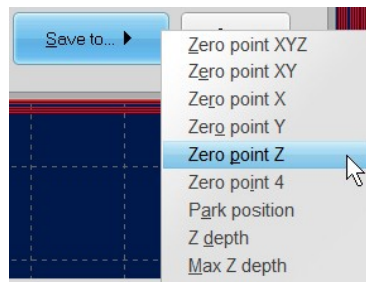 Save to...
Zero point XYZ
Zero point XY
Zero point X
Zero point Y
Zero point Z
Zero point 4
Park position
Z depth
Max Z depth